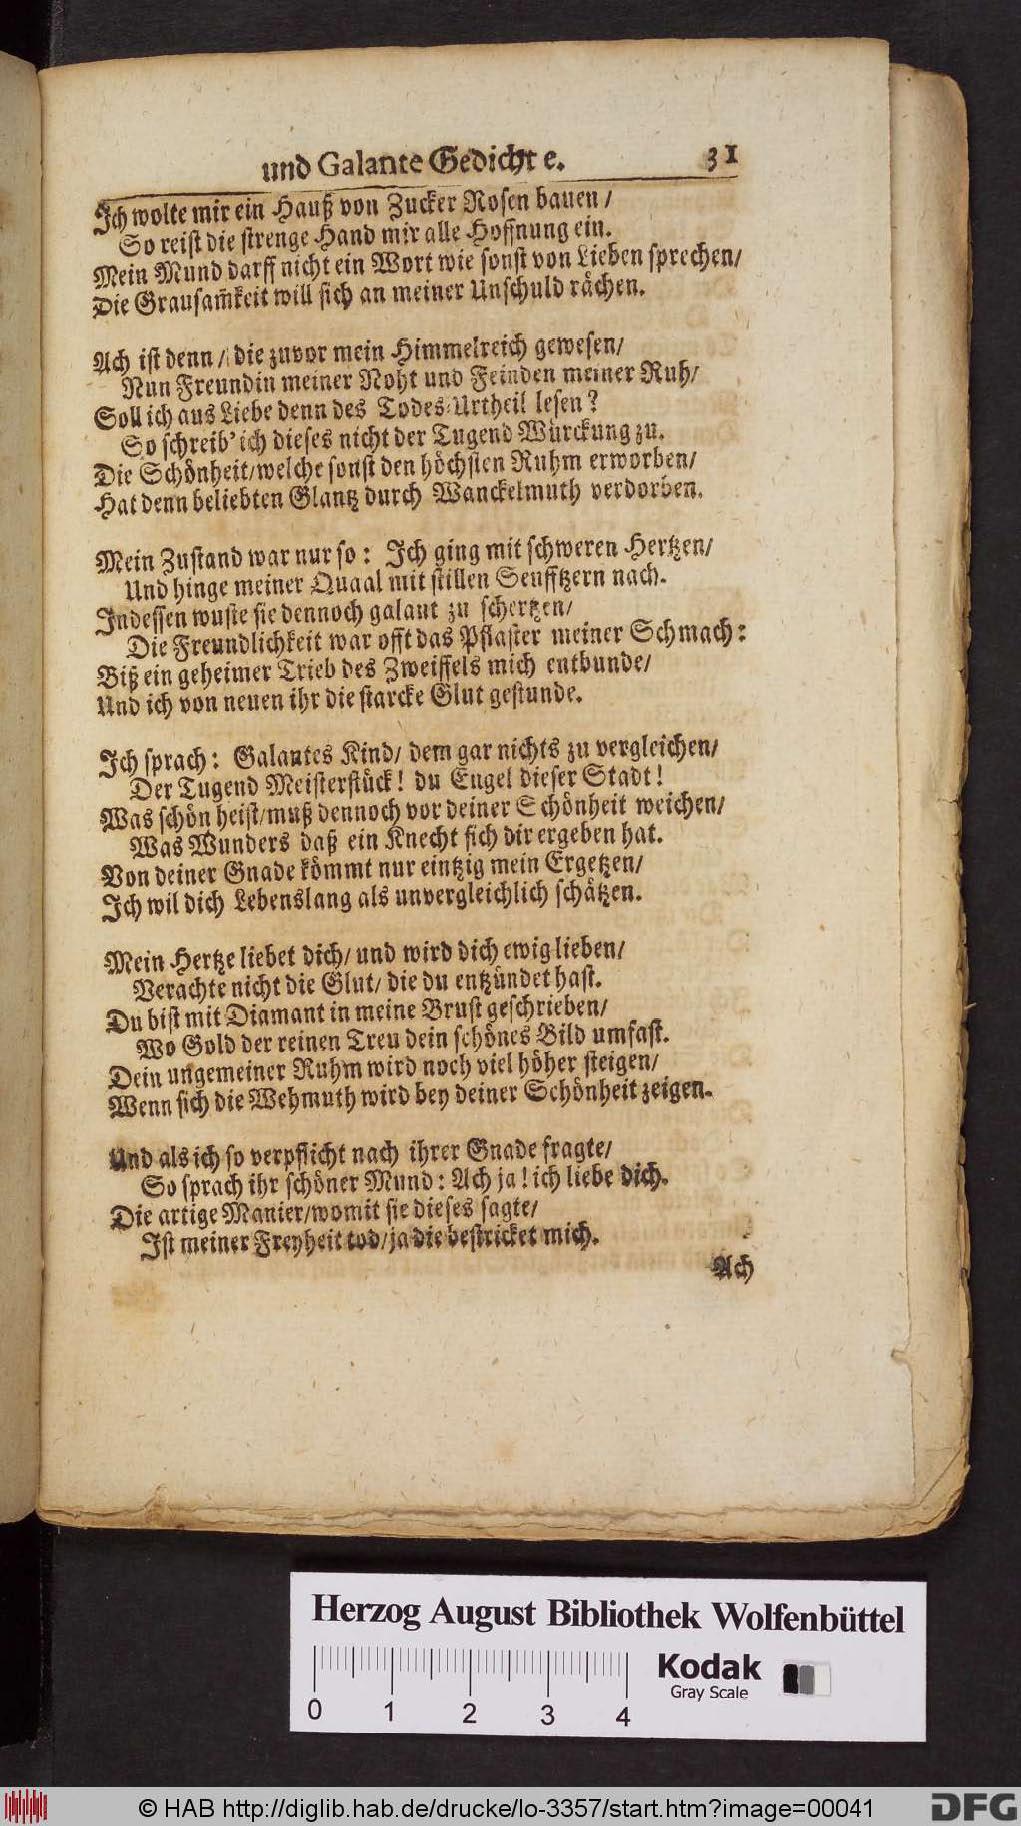 und Galante Gedichte. 31
Ich wolte mir ein Hauß von Zucker Rosen bauen /
So reist die strenge Hand mir alle Hoffnung ein.
Mein Mund darff nicht ein Wort wie sonst von Lieben sprechen/
Die Grausam̃keit will sich an meiner Unschuld rächen.
Ach ist denn / die zuvor mein Himmelreich gewesen/
Nun Freundin meiner Noht und Feinden meiner Ruh/
Soll ich aus Liebe denn des Todes-Urtheil lesen?
So schreib' ich dieses nicht der Tugend Würckung zu.
Die Schönheit/welche sonst den höchsten Ruhm erworben/
Hat denn beliebten Glantz durch Wanckelmuth verdorben.
Mein Zustand war nur so: Ich ging mit schweren Hertzen/
Und hinge meiner Quaal mit stillen Seufftzern nach.
Indessen wuste sie dennoch galant zu schertzen/
Die Freundlichkeit war offt das Pflaster meiner Schmach:
Biß ein geheimer Trieb des Zweiffels mich entbunde/
Und ich von neuen ihr die starcke Glut gestunde.
Ich sprach: Galantes Kind/ dem gar nichts zu vergleichen/
Der Tugend Meisterstück! du Engel dieser Stadt!
Was schön heist/muß dennoch vor deiner Schönheit weichen/
Was Wunders daß ein Knecht sich dir ergeben hat.
Von deiner Gnade kömmt nur eintzig mein Ergetzen/
Ich wil dich Lebenslang als unvergleichlich schätzen.
Mein Hertze liebet dich/ und wird dich ewig lieben/
Verachte nicht die Glut/ die du entzündet hast.
Du bist mit Diamant in meine Brust geschrieben/
Wo Gold der reinen Treu dein schönes Bild umfast.
Dein ungemeiner Ruhm wird noch viel höher steigen/
Wenn sich die Wehmuth wird bey deiner Schönheit zeigen.
Und als ich so verpflicht nach ihrer Gnade fragte/
So sprach ihr schöner Mund: Ach ja! ich liebe dich.
Die artige Manier/womit sie dieses sagte/
Ist meiner Freyheit tod/ja die bestricket mich.
Ach
Herzog August Bibliothek Wolfenbüttel
Kodak
Gray Scale
0 1 2 3 4
© HAB http://diglib.hab.de/drucke/lo-3357/start.htm?image=00041
DFG